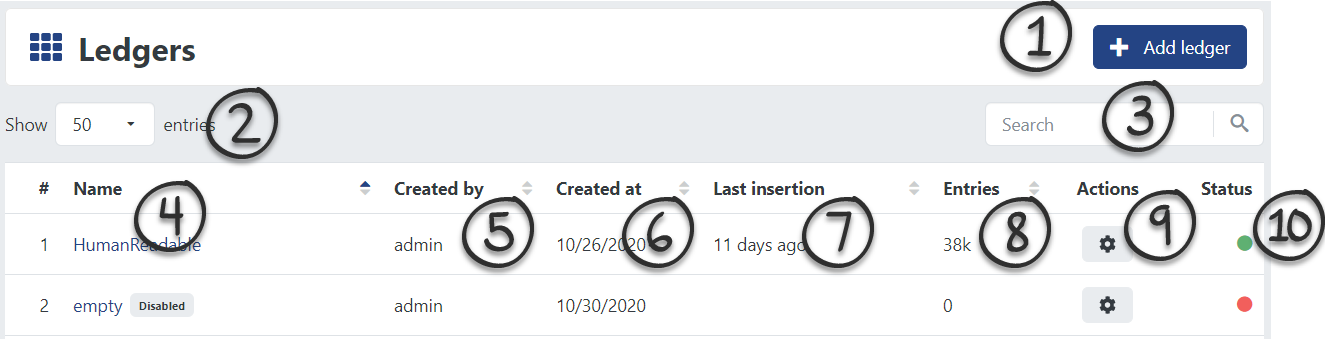 Ledgers 1 Add ledger
Show 50 entries 2 Search 3
# Name Created by Created at Last insertion Entries Actions Status
4 5 6 7 8 9 10
1 HumanReadable admin 10/26/2020 11 days ago 38k
2 empty Disabled admin 10/30/2020 0